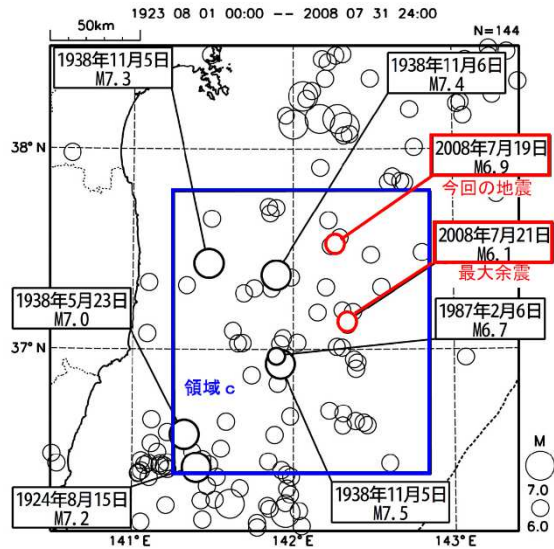 1923 08 01 00:00 -- 2008 07 31 24:00
50km
N=144
1938年11月5日
M7.3
1938年11月6日
M7.4
38°N
2008年7月19日
M6.9
今回の地震
2008年7月21日
M6.1
最大余震
1938年5月23日
M7.0
1987年2月6日
M6.7
37°N
領域c
M
7.0
6.0
1924年8月15日
M7.2
1938年11月5日
M7.5
141°E
142°E
143°E